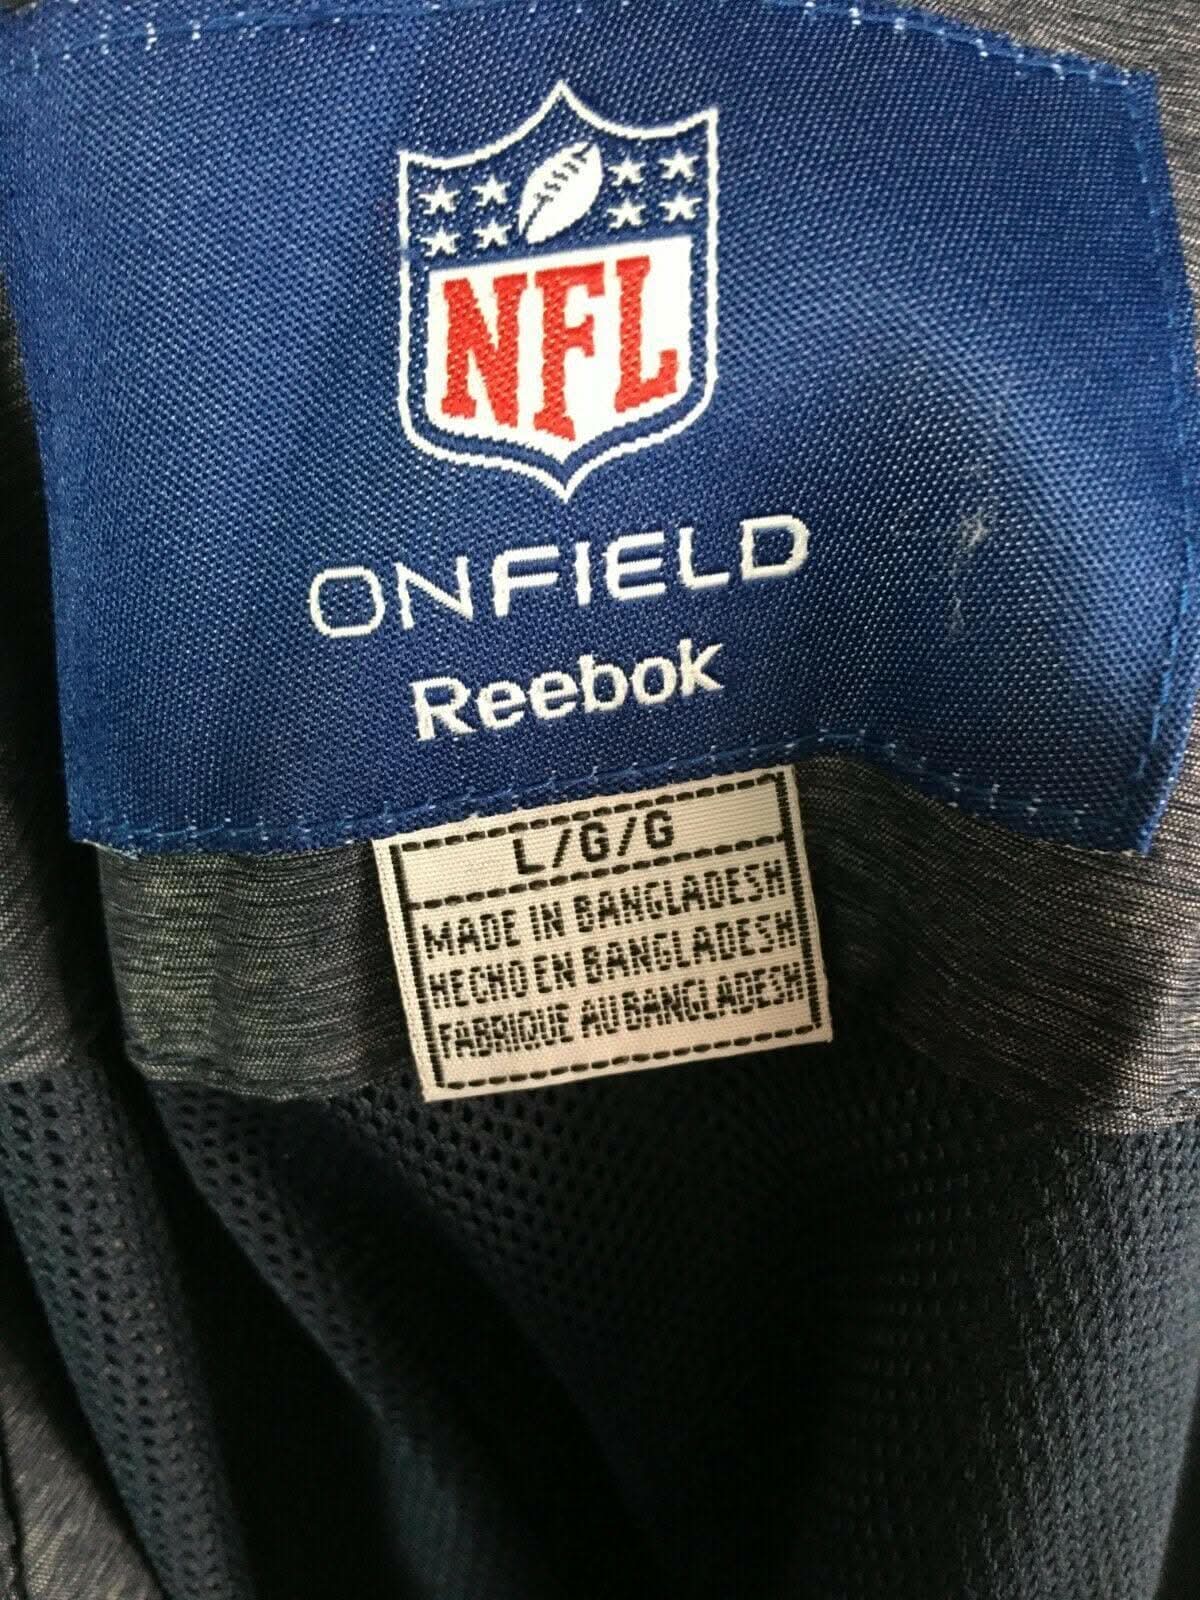 NFL
ONFIELD
Reebok
L/G/G
MADE IN BANGLADESH
HECHO EN BANGLADESH
FABRIQUE AU BANGLADESH